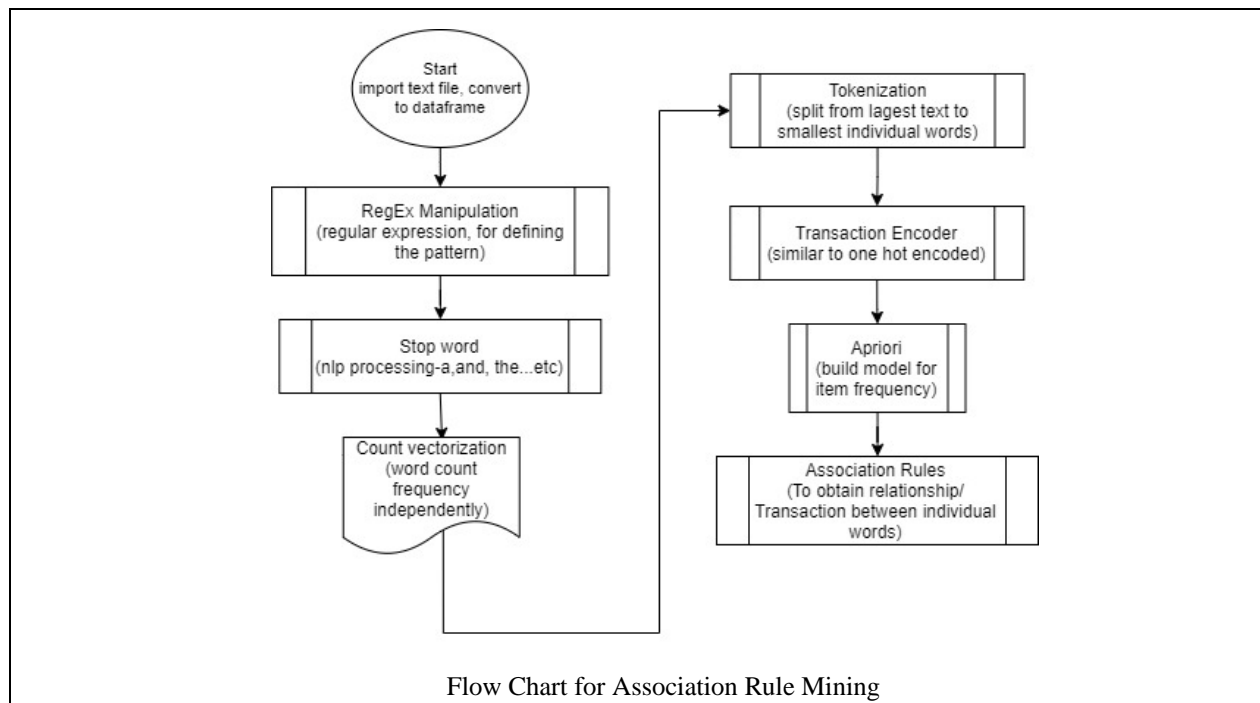 Start
import text file, convert
to dataframe
RegEx Manipulation
(regular expression, for defining
the pattern)
Stop word
(nlp processing-a,and, the...etc)
Count vectorization
(word count
frequency
independently)
Tokenization
(split from lagest text to
smallest individual words)
Transaction Encoder
(similar to one hot encoded)
Apriori
(build model for
item frequency)
Association Rules
(To obtain relationship/
Transaction between individual
words)
Flow Chart for Association Rule Mining